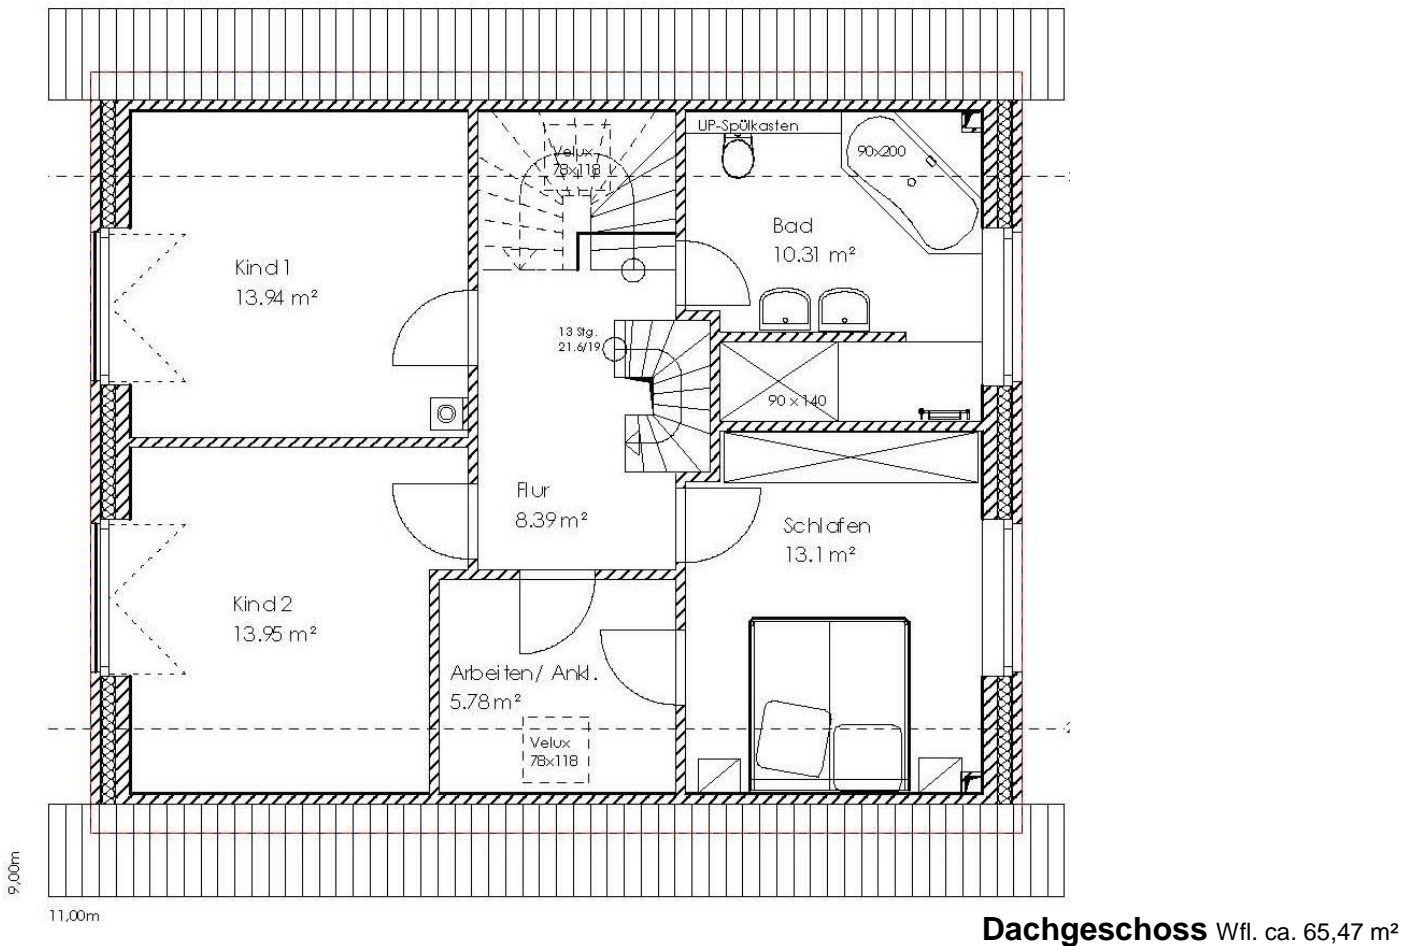 UP-Spülkasten
Velux
78x118
90x200
Bad
10.31 m²
Kind 1
13.94 m²
13 Stg.
21.6/19
90 x 140
Flur
8.39 m²
Schlafen
13.1 m²
Kind 2
13.95 m²
Arbeiten/ Ankl.
5.78 m²
Velux
78x118
2
9,00m
11,00m
Dachgeschoss Wfl. ca. 65,47 m²